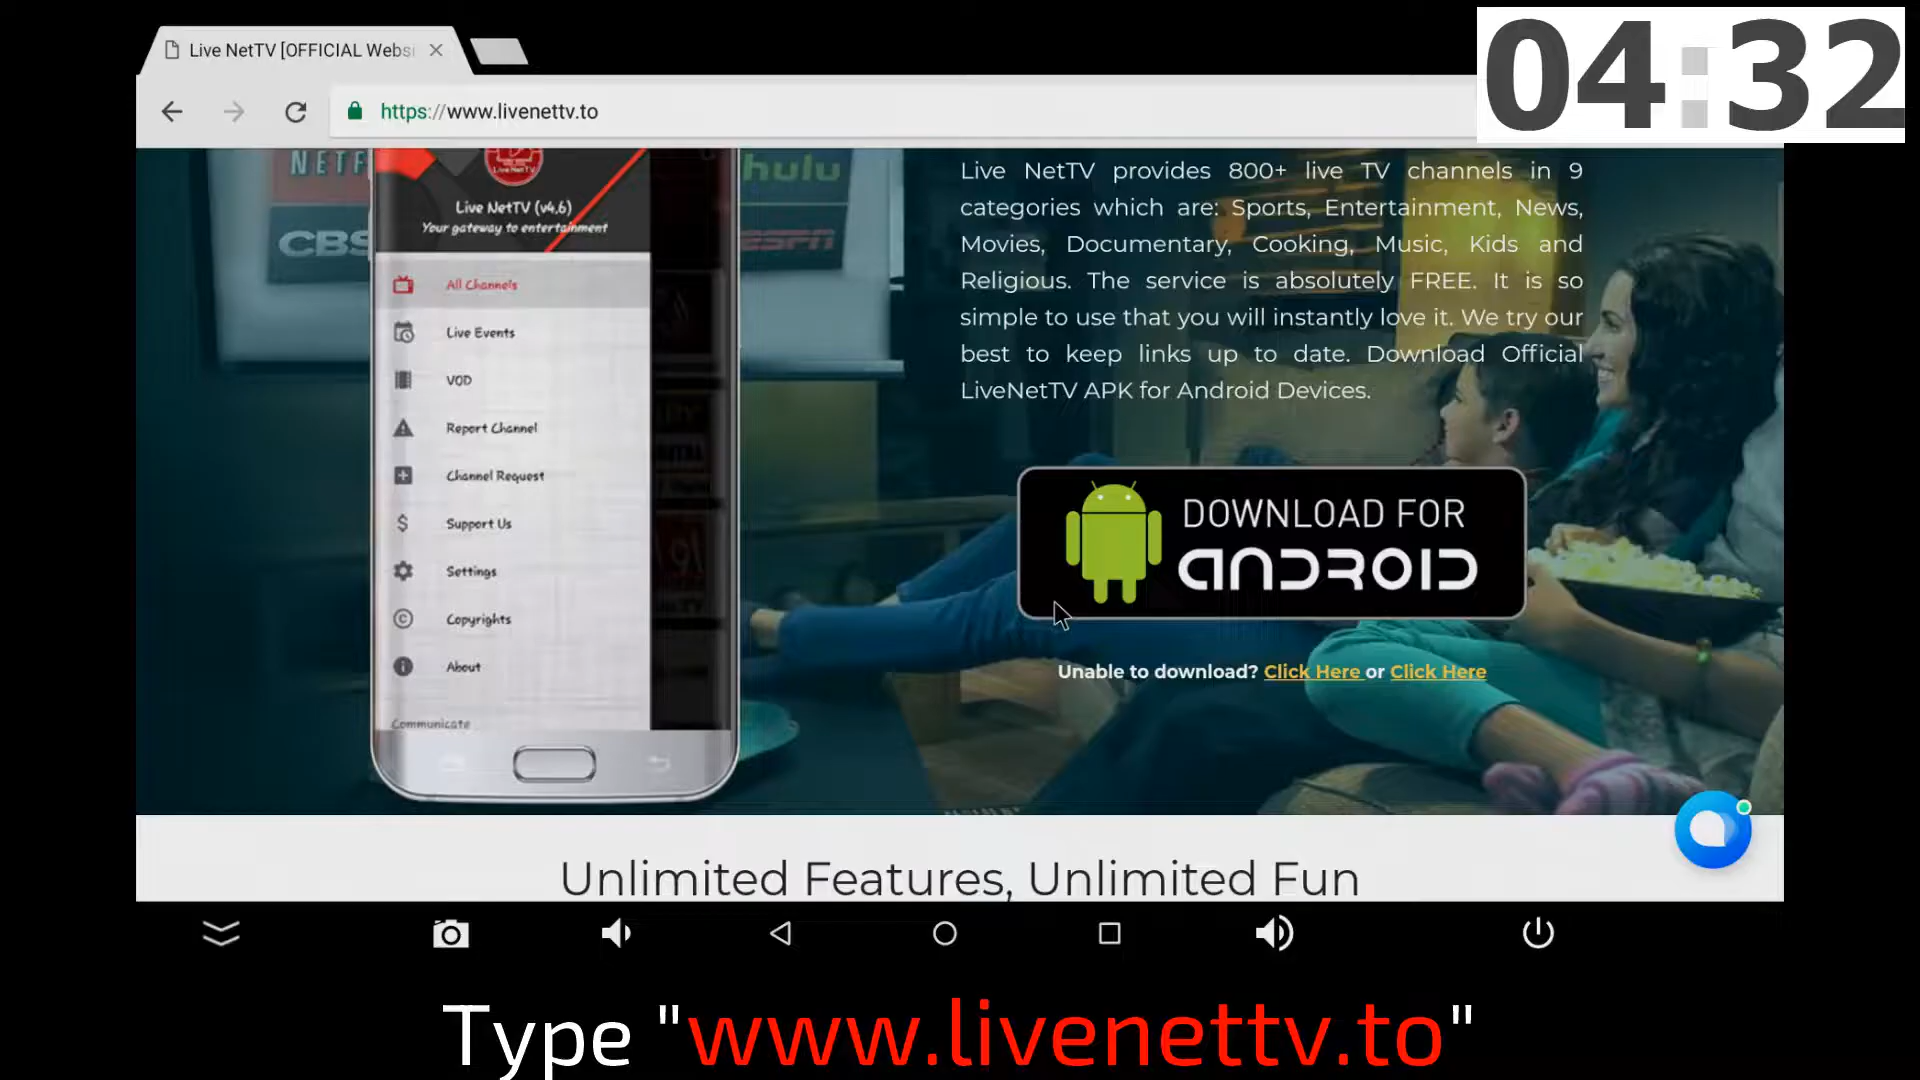 04:32
Live NetTV [OFFICIAL Websi
https://www.livenettv.to
hulu
CBS
ESPN
Live NetTV
Live NetTV (v4.6)
Your gateway to entertainment
All Channels
Live Events
VOD
Report Channel
Channel Request
Support Us
Settings
Copyrights
About
Communicate
Live NetTV provides 800+ live TV channels in 9
categories which are: Sports, Entertainment, News,
Movies, Documentary, Cooking, Music, Kids and
Religious. The service is absolutely FREE. It is so
simple to use that you will instantly love it. We try our
best to keep links up to date. Download Official
LiveNetTV APK for Android Devices.
DOWNLOAD FOR
ANDROID
Unable to download? Click Here or Click Here
Unlimited Features, Unlimited Fun
Type "www.livenettv.to"